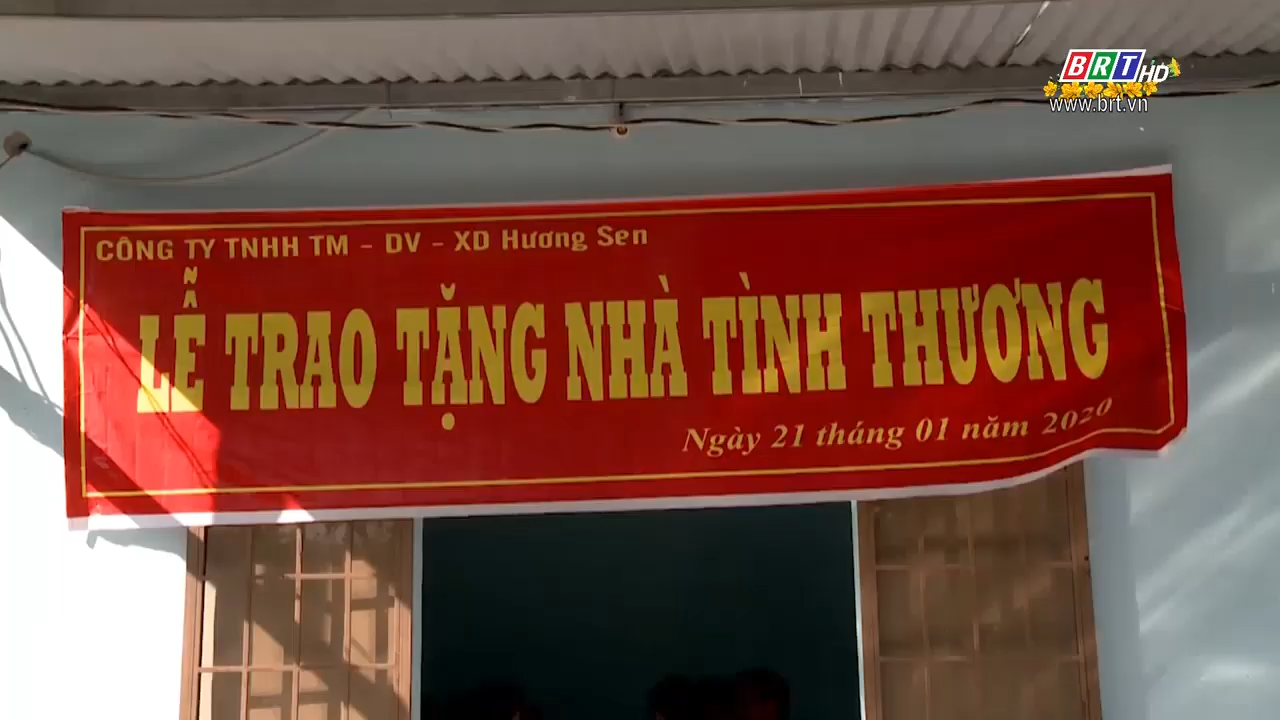 BRT HD
www.brt.vn
CÔNG TY TNHH TM - DV - XD Hương Sen
LỄ TRAO TẶNG NHÀ TÌNH THƯƠNG
Ngày 21 tháng 01 năm 2020